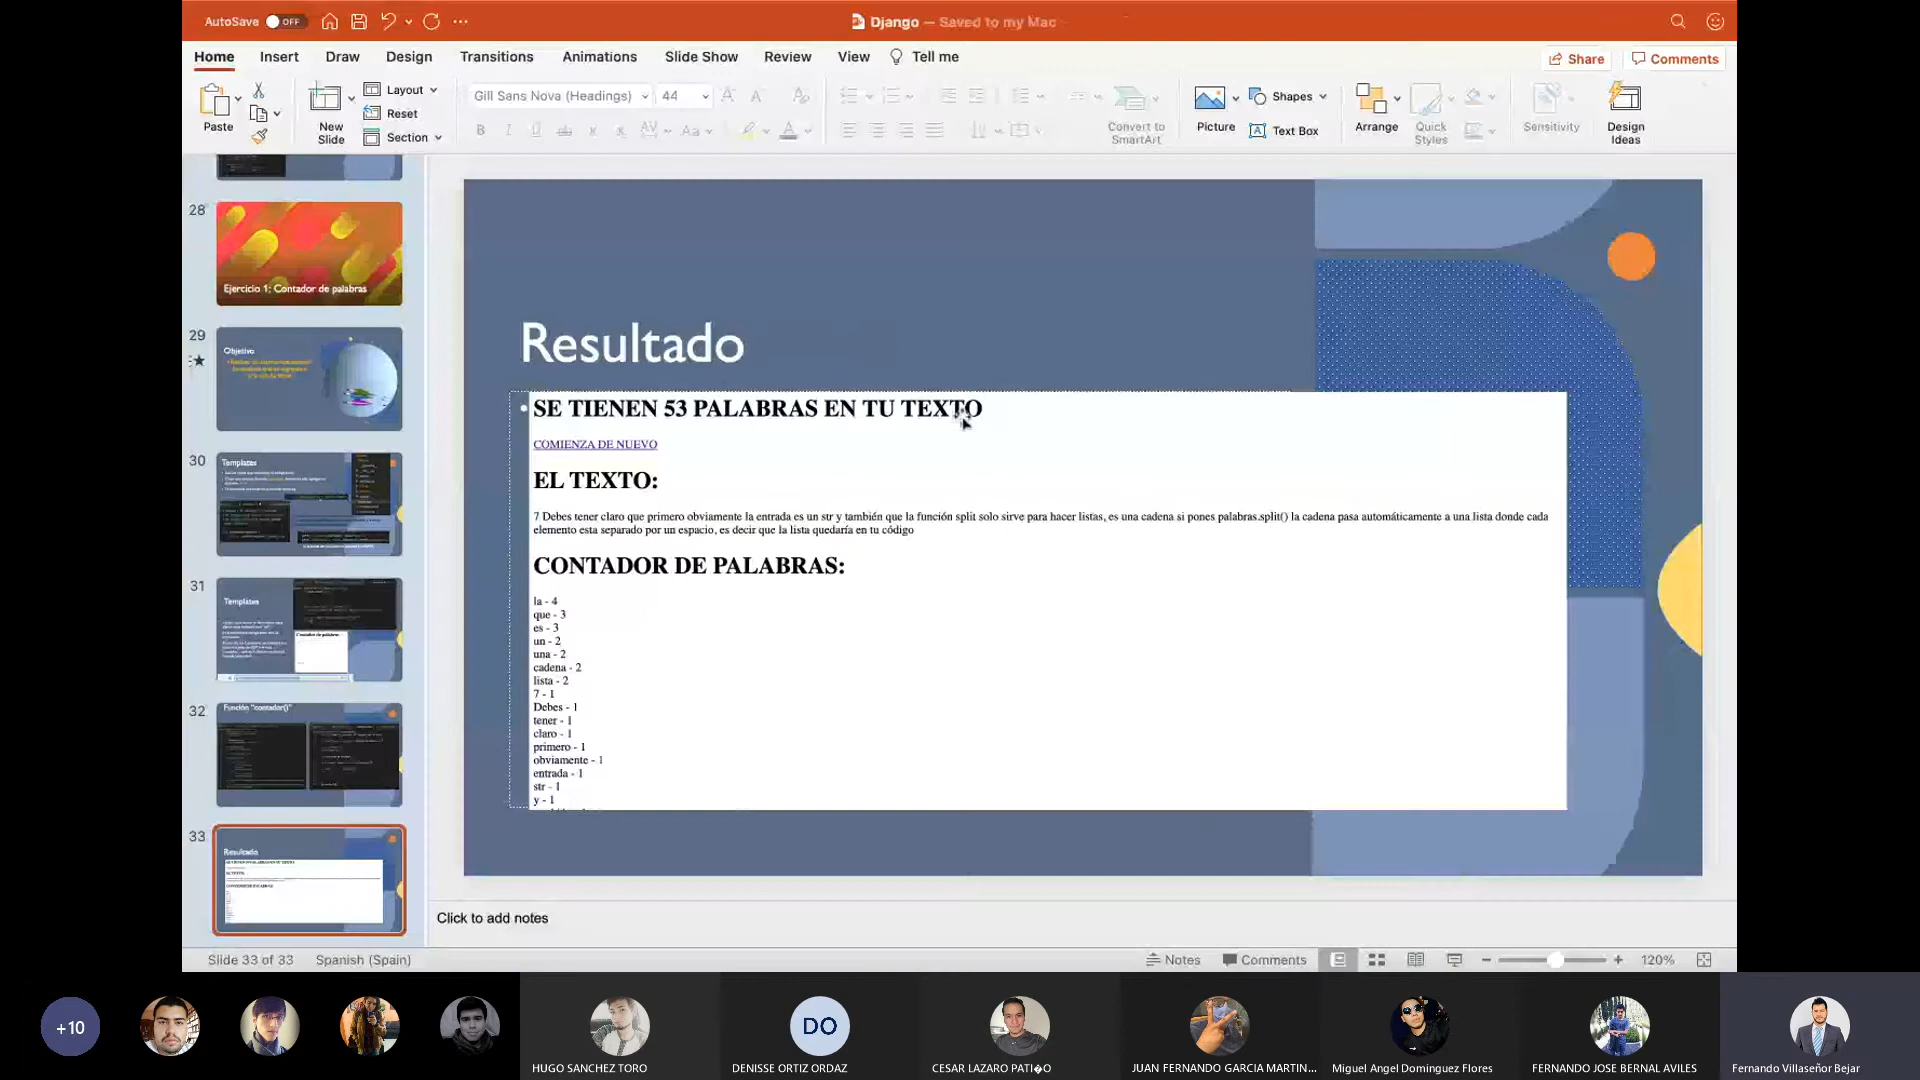 AutoSave OFF
Django — Saved to my Mac
Home Insert Draw Design Transitions Animations Slide Show Review View Tell me
Share Comments
Paste
New Slide
Layout
Reset
Section
Gill Sans Nova (Headings) 44
Convert to SmartArt
Picture
Shapes
Text Box
Arrange
Quick Styles
Sensitivity
Design Ideas
28
Ejercicio 1: Contador de palabras
29
Objetivo
30
Templates
31
Templates
32
Función "contador()"
33
Resultado
Resultado
SE TIENEN 53 PALABRAS EN TU TEXTO
COMIENZA DE NUEVO
EL TEXTO:
7 Debes tener claro que primero obviamente la entrada es un str y también que la función split solo sirve para hacer listas, es una cadena si pones palabras.split() la cadena pasa automáticamente a una lista donde cada
elemento esta separado por un espacio, es decir que la lista quedaría en tu código
CONTADOR DE PALABRAS:
la - 4
que - 3
es - 3
un - 2
una - 2
cadena - 2
lista - 2
7 - 1
Debes - 1
tener - 1
claro - 1
primero - 1
obviamente - 1
entrada - 1
str - 1
y - 1
Click to add notes
Slide 33 of 33 Spanish (Spain)
Notes Comments 120%
+10
DO
HUGO SANCHEZ TORO
DENISSE ORTIZ ORDAZ
CESAR LAZARO PATI�O
JUAN FERNANDO GARCIA MARTIN...
Miguel Angel Dominguez Flores
FERNANDO JOSE BERNAL AVILES
Fernando Villaseñor Bejar